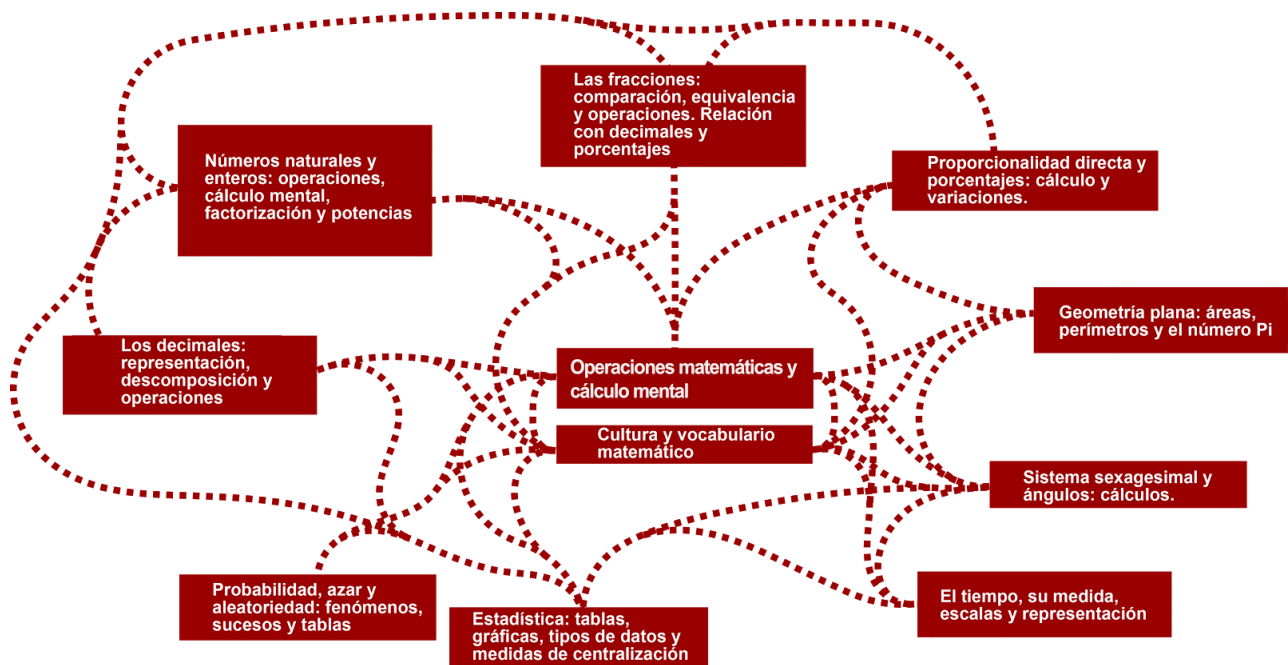 Las fracciones:
comparación, equivalencia
y operaciones. Relación
con decimales y
porcentajes
Números naturales y
enteros: operaciones,
cálculo mental,
factorización y potencias
Proporcionalidad directa y
porcentajes: cálculo y
variaciones.
Geometría plana: áreas,
perímetros y el número Pi
Los decimales:
representación,
descomposición y
operaciones
Operaciones matemáticas y
cálculo mental
Cultura y vocabulario
matemático
Sistema sexagesimal y
ángulos: cálculos.
Probabilidad, azar y
aleatoriedad: fenómenos,
sucesos y tablas
Estadística: tablas,
gráficas, tipos de datos y
medidas de centralización
El tiempo, su medida,
escalas y representación